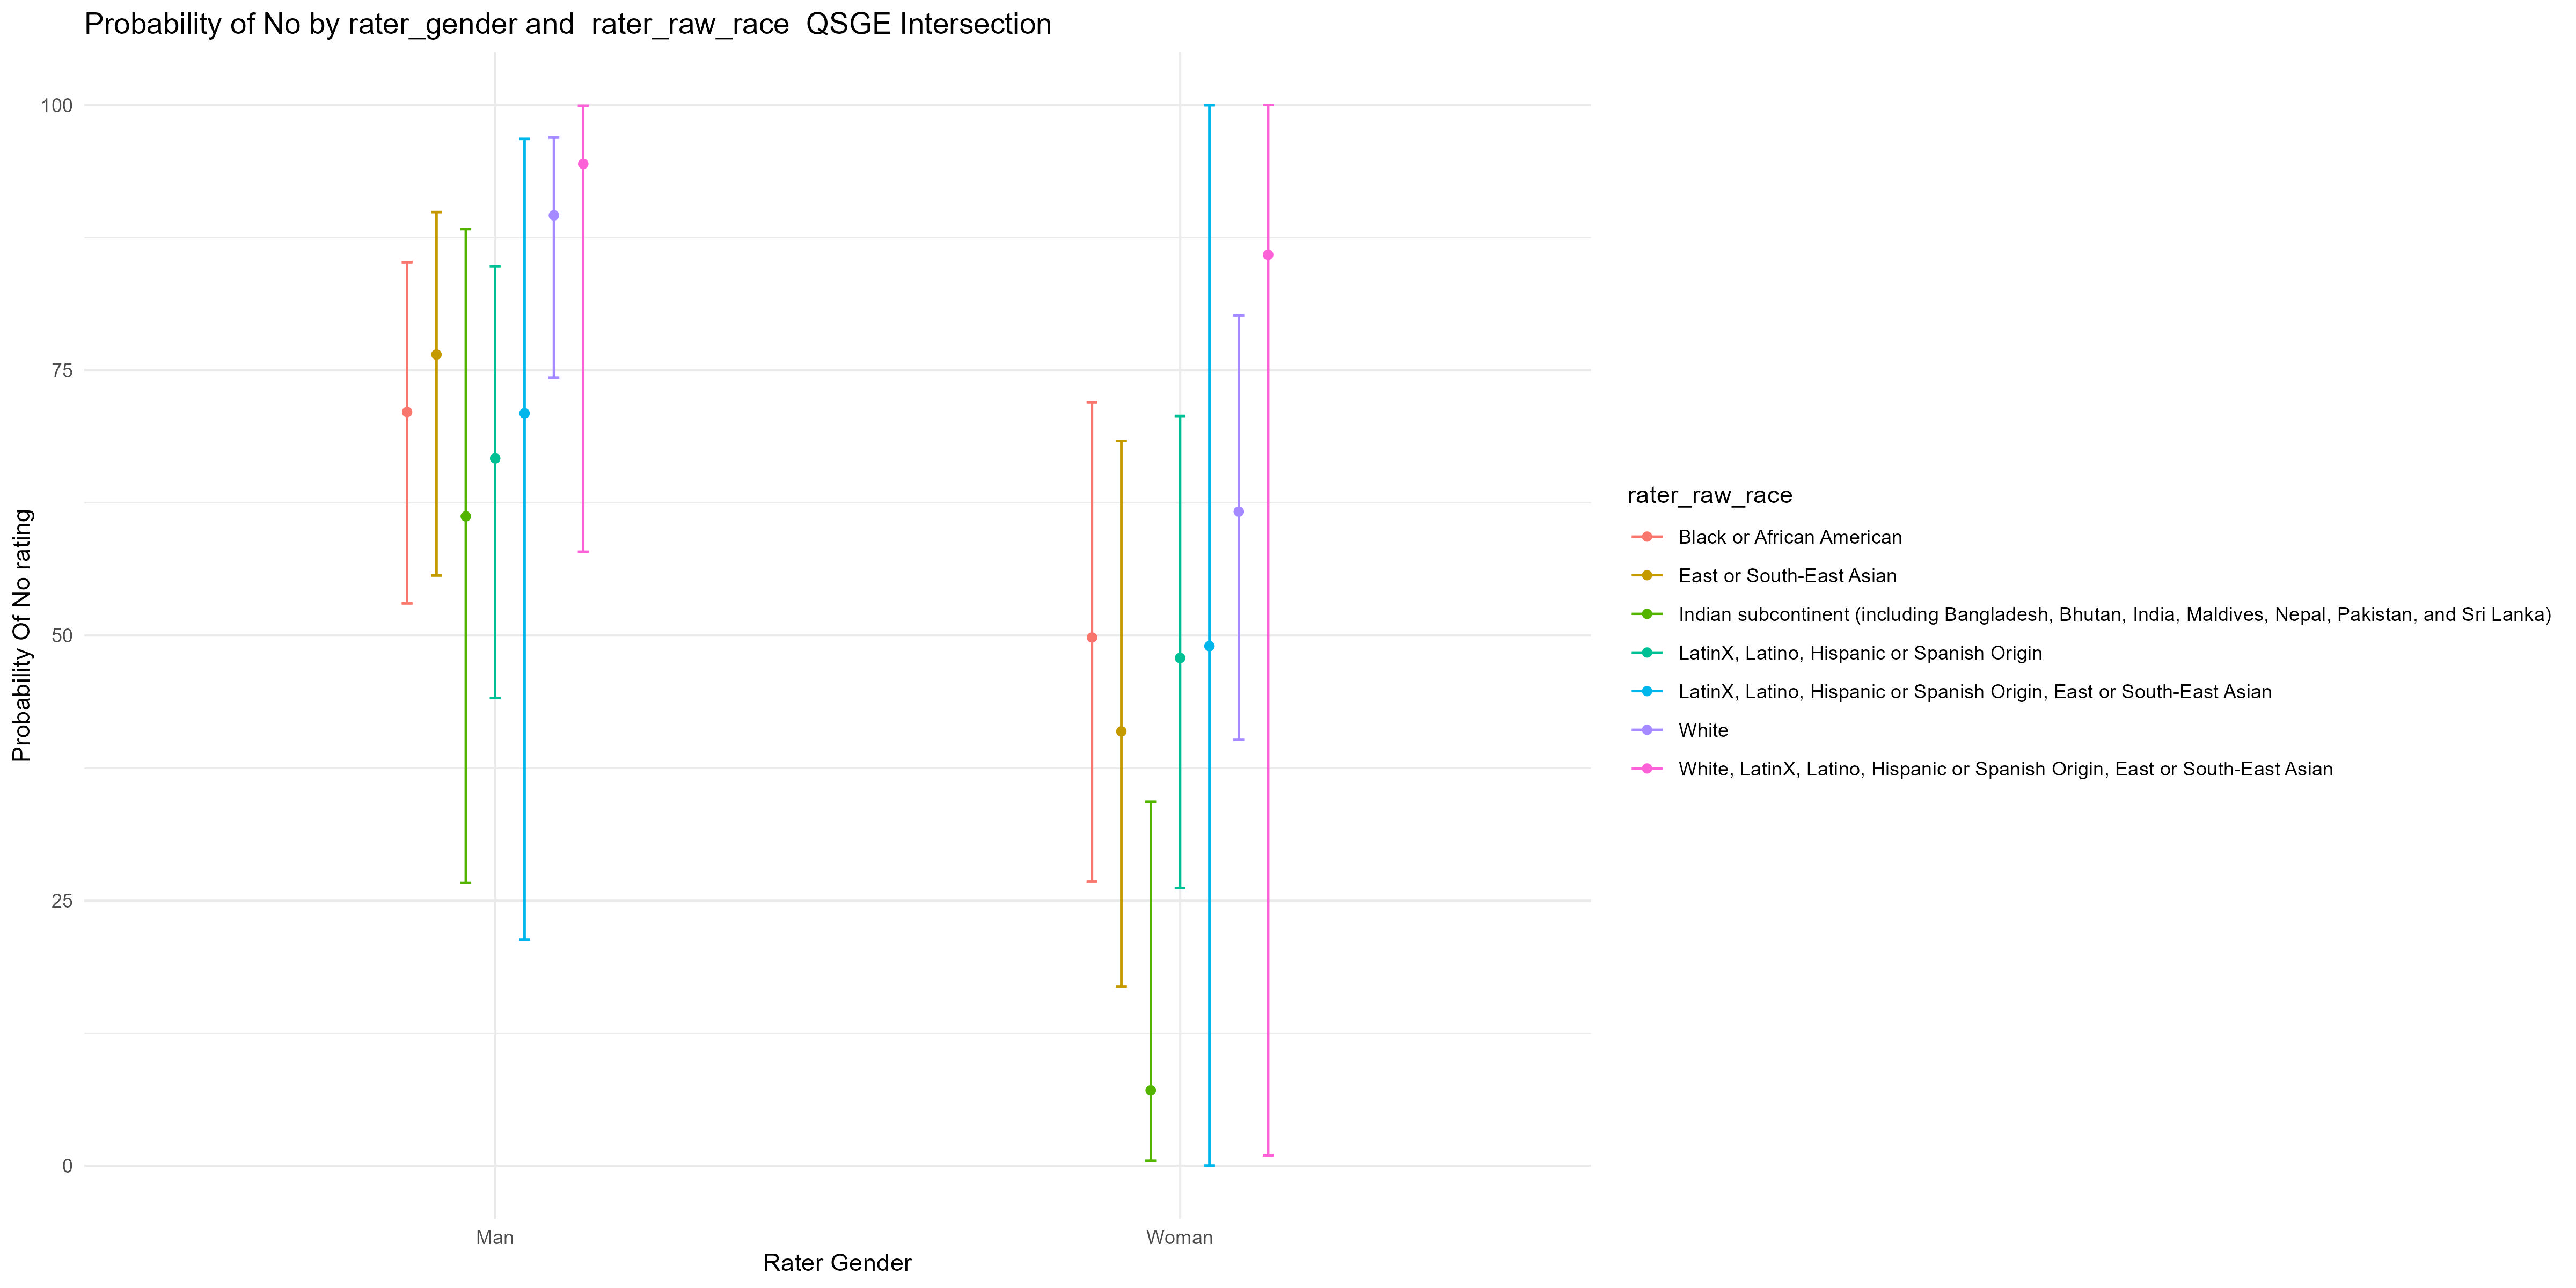 Probability of No by rater_gender and  rater_raw_race  QSGE Intersection
Probability Of No rating
100
75
50
25
0
Man
Woman
Rater Gender
rater_raw_race
Black or African American
East or South-East Asian
Indian subcontinent (including Bangladesh, Bhutan, India, Maldives, Nepal, Pakistan, and Sri Lanka)
LatinX, Latino, Hispanic or Spanish Origin
LatinX, Latino, Hispanic or Spanish Origin, East or South-East Asian
White
White, LatinX, Latino, Hispanic or Spanish Origin, East or South-East Asian